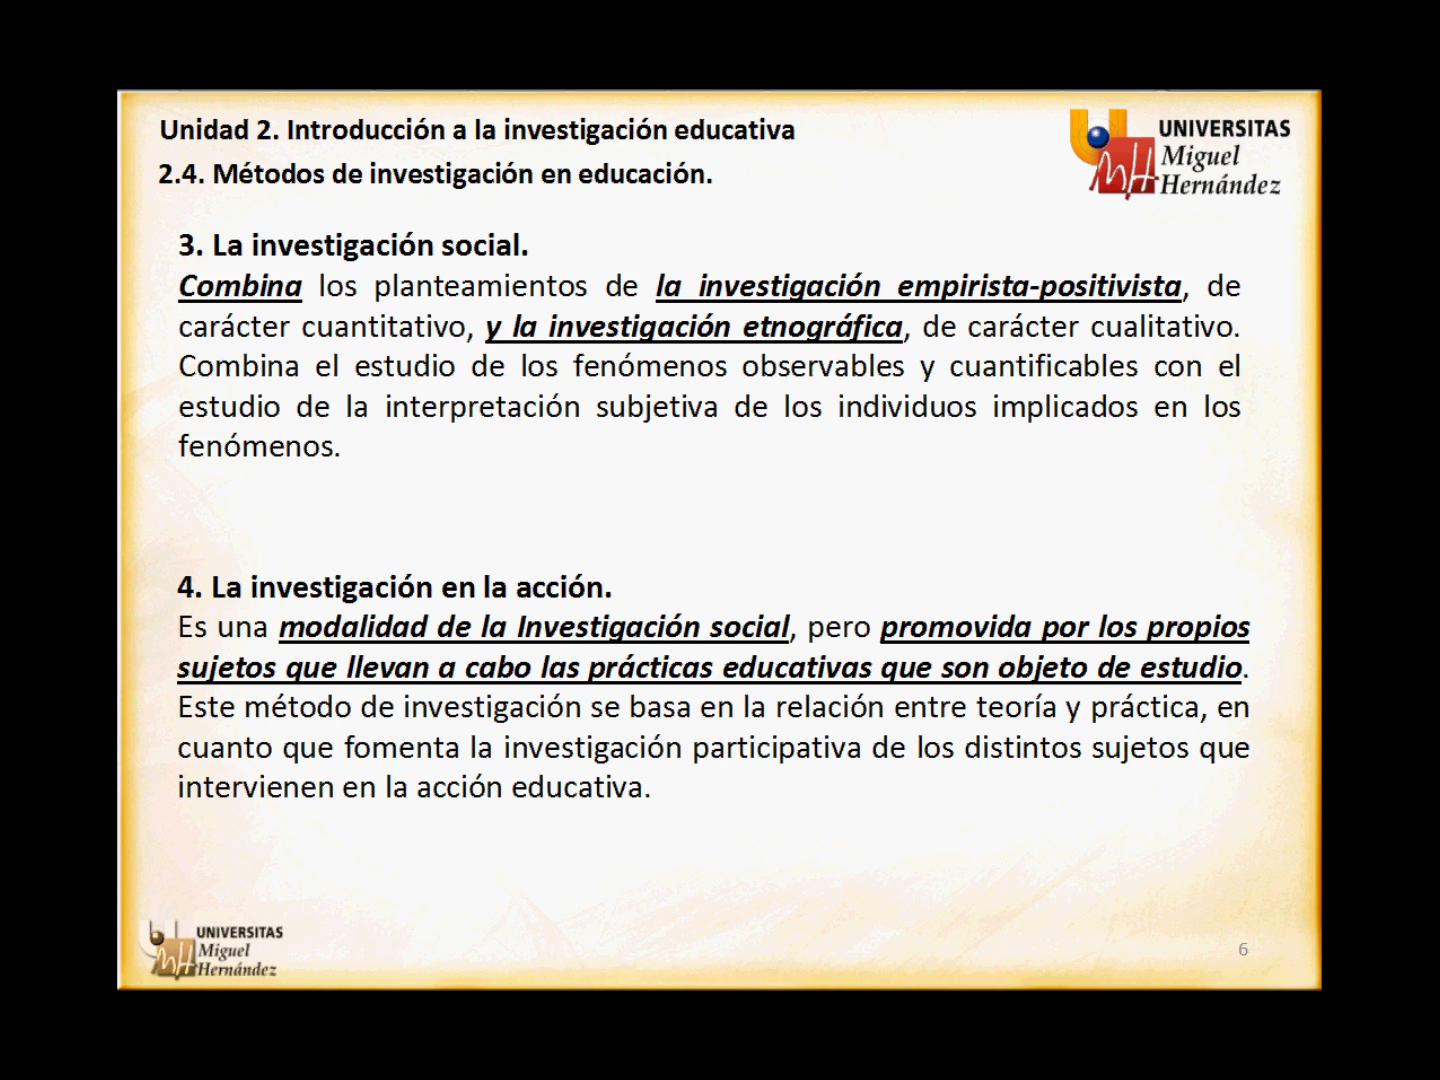 Unidad 2. Introducción a la investigación educativa
2.4. Métodos de investigación en educación.
UNIVERSITAS
Miguel
Hernández
3. La investigación social.
Combina los planteamientos de la investigación empirista-positivista, de
carácter cuantitativo, y la investigación etnográfica, de carácter cualitativo.
Combina el estudio de los fenómenos observables y cuantificables con el
estudio de la interpretación subjetiva de los individuos implicados en los
fenómenos.
4. La investigación en la acción.
Es una modalidad de la Investigación social, pero promovida por los propios
sujetos que llevan a cabo las prácticas educativas que son objeto de estudio.
Este método de investigación se basa en la relación entre teoría y práctica, en
cuanto que fomenta la investigación participativa de los distintos sujetos que
intervienen en la acción educativa.
UNIVERSITAS
Miguel
Hernández
6